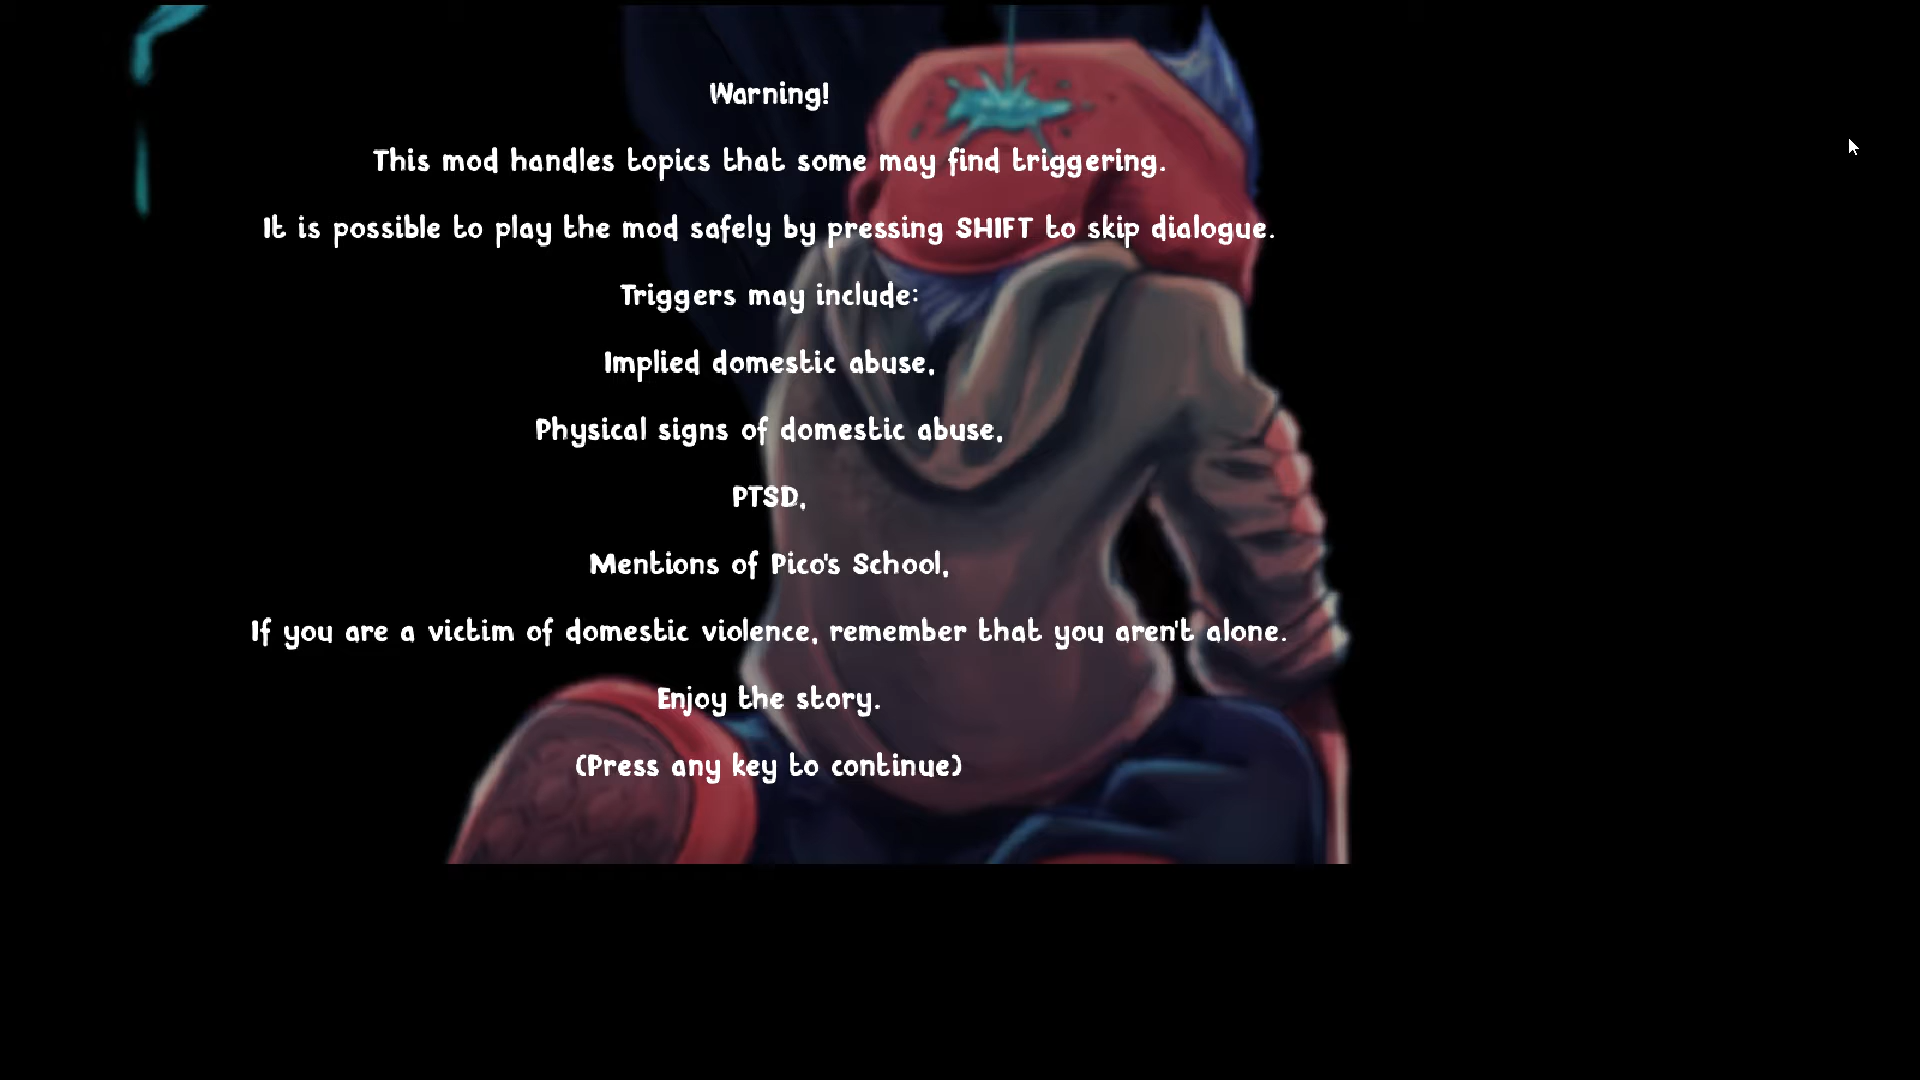 Warning!
This mod handles topics that some may find triggering.
It is possible to play the mod safely by pressing SHIFT to skip dialogue.
Triggers may include:
Implied domestic abuse,
Physical signs of domestic abuse,
PTSD,
Mentions of Pico's School,
If you are a victim of domestic violence, remember that you aren't alone.
Enjoy the story.
(Press any key to continue)